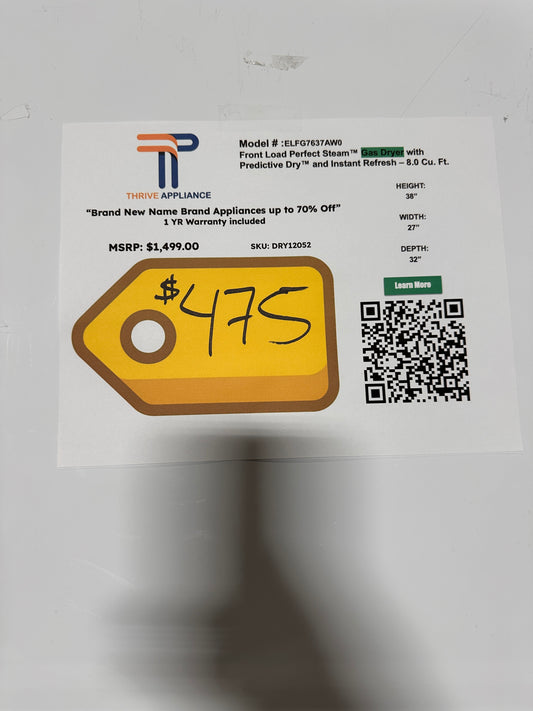 THRIVE APPLIANCE
Model # :ELFG7637AW0
Front Load Perfect Steam™ Gas Dryer with
Predictive Dry™ and Instant Refresh – 8.0 Cu. Ft.
"Brand New Name Brand Appliances up to 70% Off"
1 YR Warranty included
MSRP: $1,499.00
SKU: DRY12052
$475
HEIGHT:
38"
WIDTH:
27"
DEPTH:
32"
Learn More